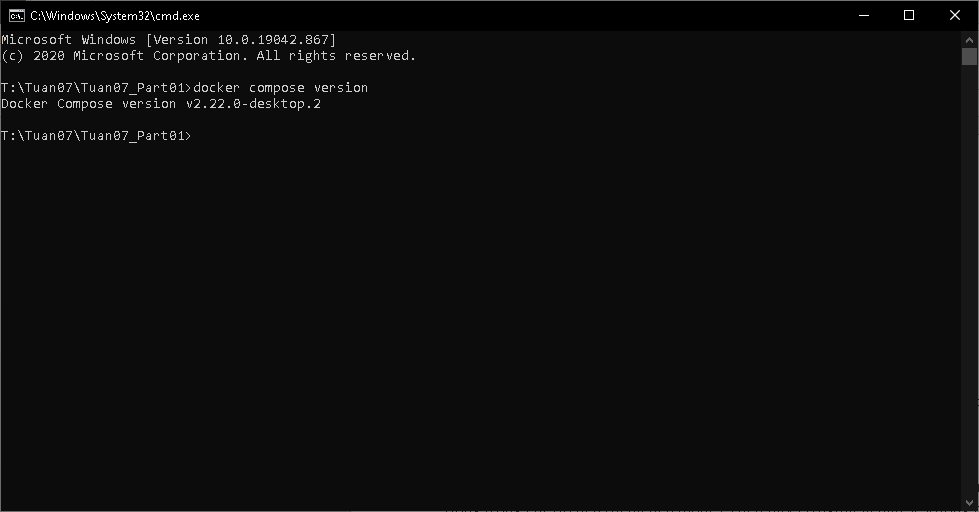 C:\Windows\System32\cmd.exe
Microsoft Windows [Version 10.0.19042.867]
(c) 2020 Microsoft Corporation. All rights reserved.
T:\Tuan07\Tuan07_Part01>docker compose version
Docker Compose version v2.22.0-desktop.2
T:\Tuan07\Tuan07_Part01>